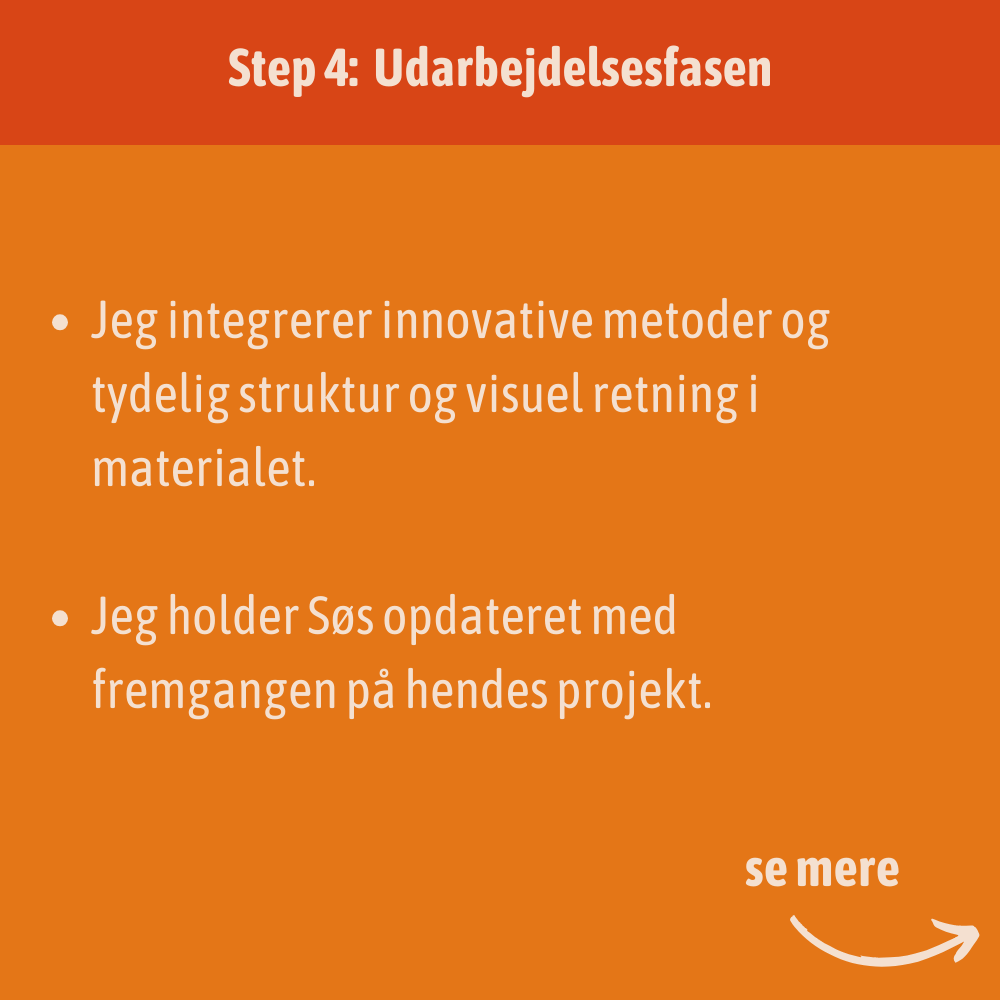 Step 4: Udarbejdelsesfasen
• Jeg integrerer innovative metoder og
tydelig struktur og visuel retning i
materialet.
• Jeg holder Søs opdateret med
fremgangen på hendes projekt.
se mere